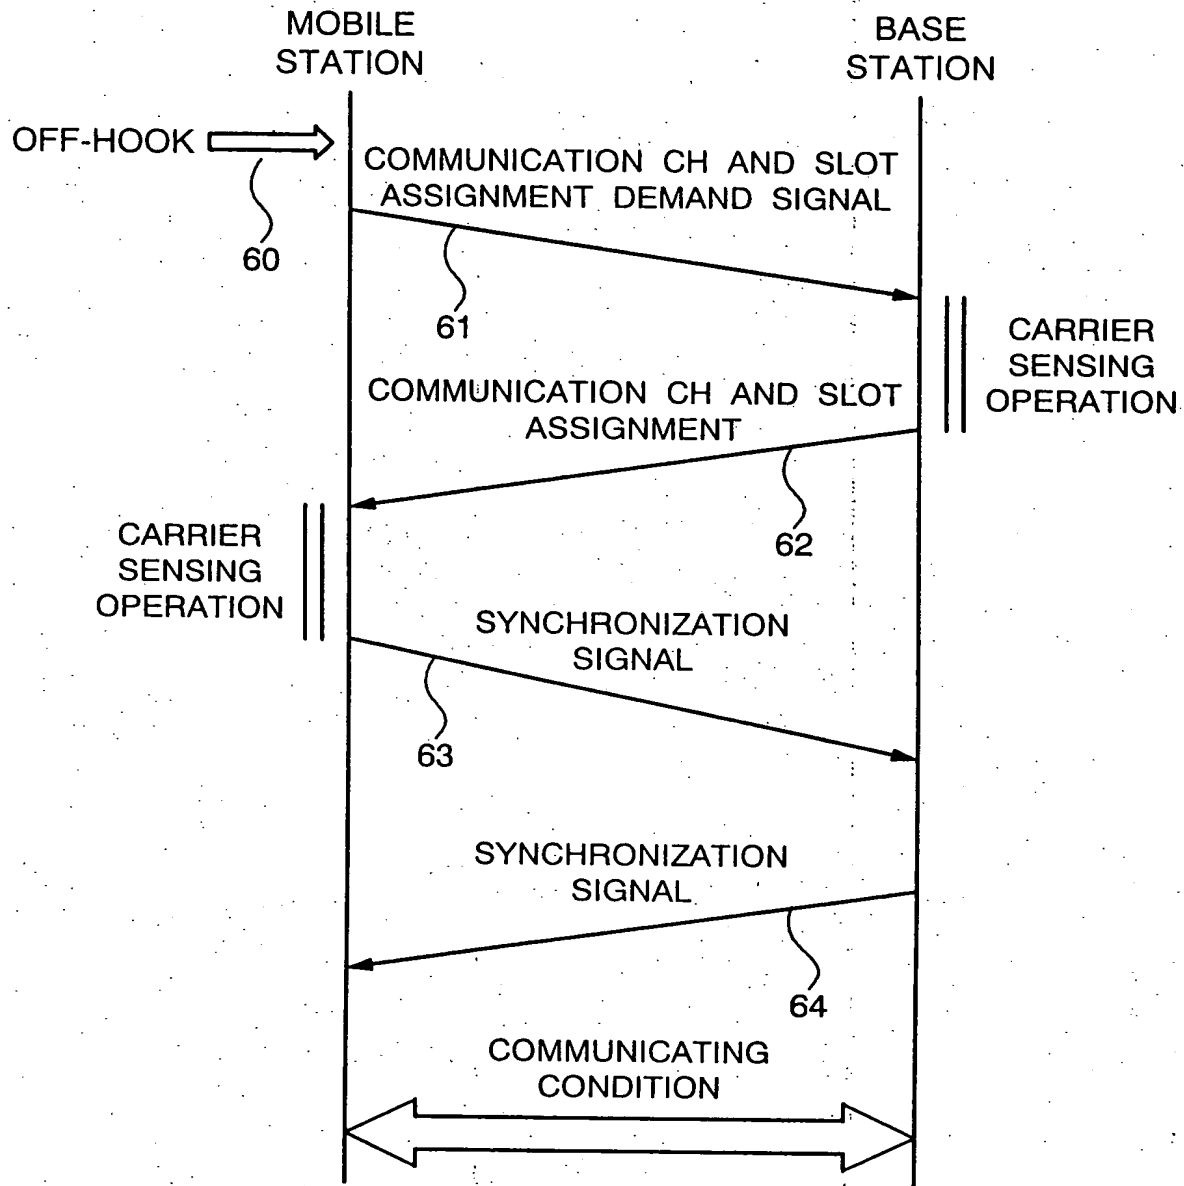 MOBILE
STATION
BASE
STATION
OFF-HOOK
COMMUNICATION CH AND SLOT
ASSIGNMENT DEMAND SIGNAL
60
61
CARRIER
SENSING
OPERATION
COMMUNICATION CH AND SLOT
ASSIGNMENT
62
CARRIER
SENSING
OPERATION
SYNCHRONIZATION
SIGNAL
63
SYNCHRONIZATION
SIGNAL
64
COMMUNICATING
CONDITION